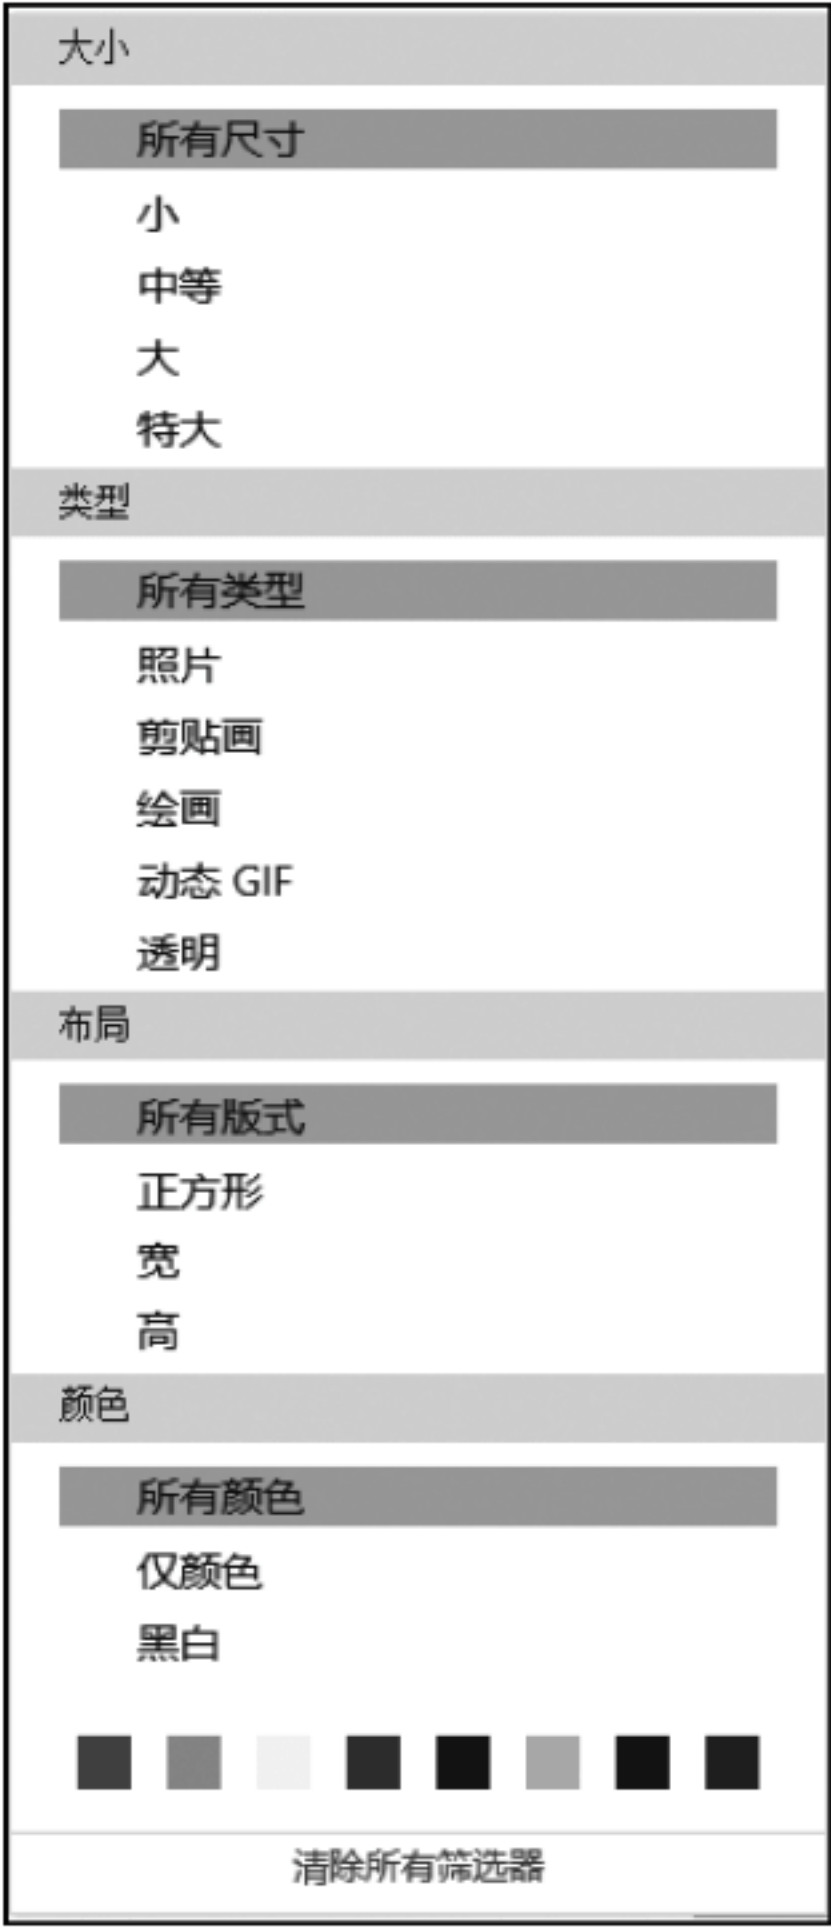 大小
所有尺寸
小
中等
大
特大
类型
所有类型
照片
剪贴画
绘画
动态 GIF
透明
布局
所有版式
正方形
宽
高
颜色
所有颜色
仅颜色
黑白
清除所有筛选器